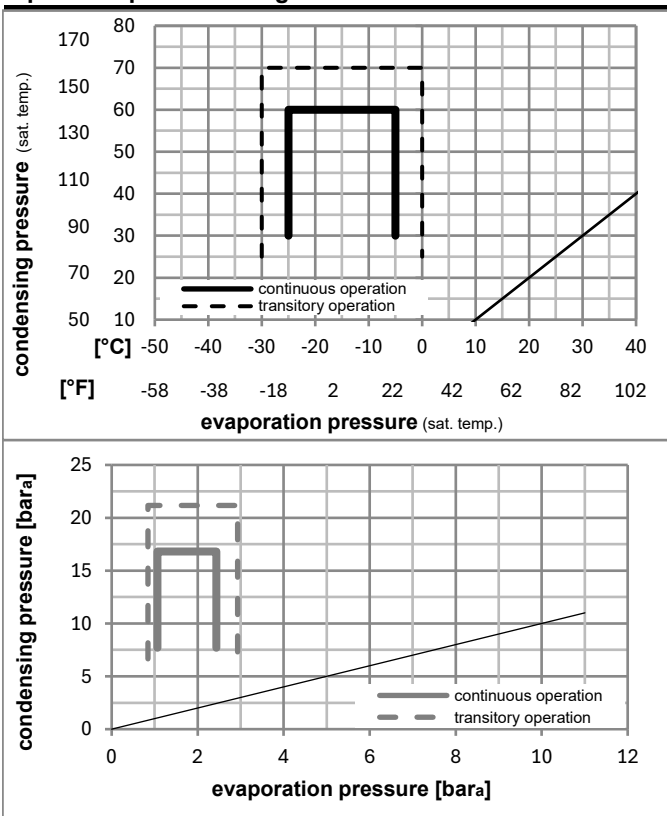 condensing pressure (sat. temp.)
80
170
70
150
60
130
50
110
40
90
30
70
20
50 10
continuous operation
transitory operation
[°C] -50 -40 -30 -20 -10 0 10 20 30 40
[°F] -58 -38 -18 2 22 42 62 82 102
evaporation pressure (sat. temp.)
condensing pressure [bara]
25
20
15
10
5
0
continuous operation
transitory operation
0 2 4 6 8 10 12
evaporation pressure [bara]